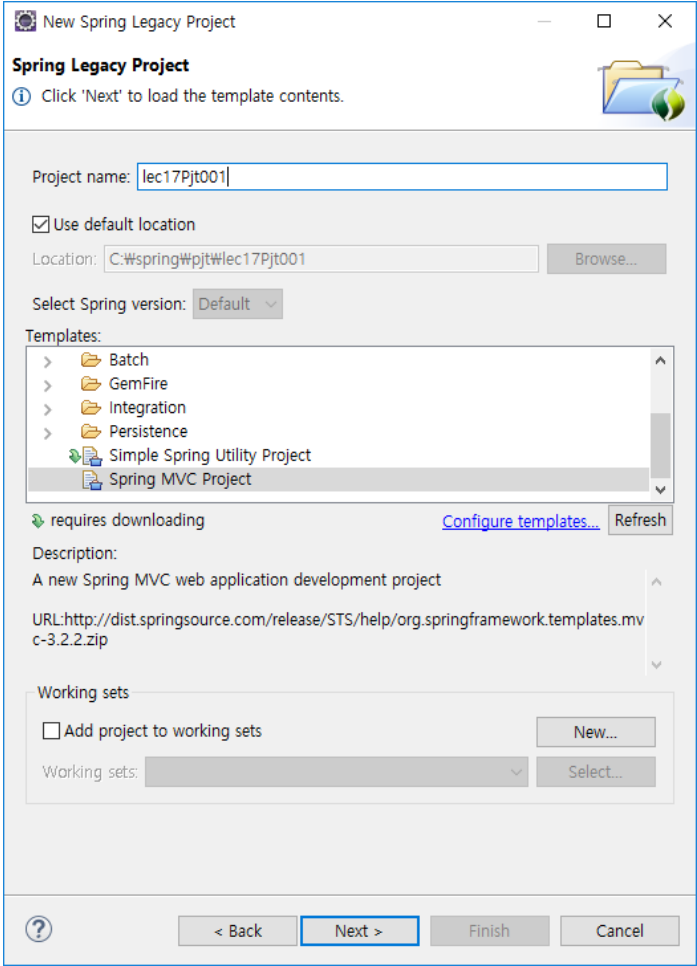 New Spring Legacy Project
Spring Legacy Project
Click 'Next' to load the template contents.
Project name: lec17Pjt001
Use default location
Location: C:₩spring₩pjt₩lec17Pjt001 Browse...
Select Spring version: Default
Templates:
Batch
GemFire
Integration
Persistence
Simple Spring Utility Project
Spring MVC Project
requires downloading Configure templates... Refresh
Description:
A new Spring MVC web application development project
URL:http://dist.springsource.com/release/STS/help/org.springframework.templates.mv
c-3.2.2.zip
Working sets
Add project to working sets New...
Working sets: Select...
? < Back Next > Finish Cancel